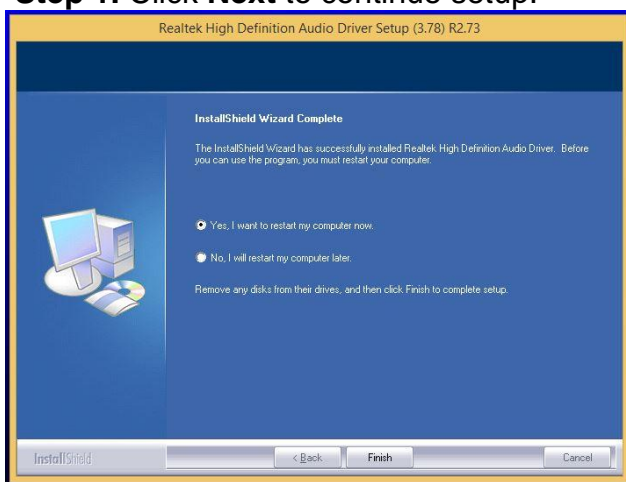 Step 1: Click Next to continue setup.
Realtek High Definition Audio Driver Setup (3.78) R2.73
InstallShield Wizard Complete
The InstallShield Wizard has successfully installed Realtek High Definition Audio Driver. Before
you can use the program, you must restart your computer.
Yes, I want to restart my computer now.
No, I will restart my computer later.
Remove any disks from their drives, and then click Finish to complete setup.
InstallShield
< Back
Finish
Cancel